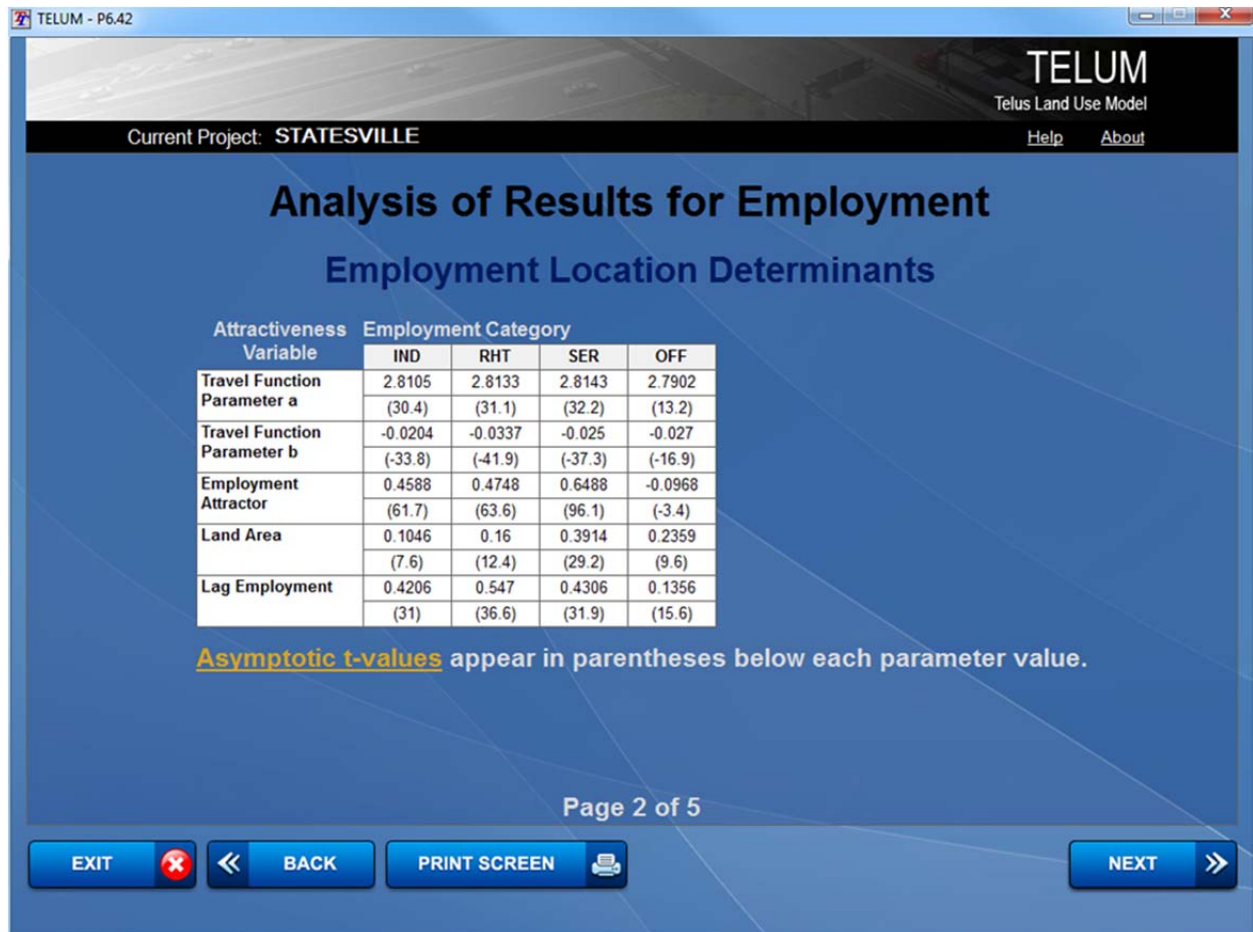 TELUM - P6.42
TELUM
Telus Land Use Model
Current Project: STATESVILLE
Help About
Analysis of Results for Employment
Employment Location Determinants
Attractiveness Variable Employment Category
IND RHT SER OFF
Travel Function Parameter a 2.8105 2.8133 2.8143 2.7902
(30.4) (31.1) (32.2) (13.2)
Travel Function Parameter b -0.0204 -0.0337 -0.025 -0.027
(-33.8) (-41.9) (-37.3) (-16.9)
Employment Attractor 0.4588 0.4748 0.6488 -0.0968
(61.7) (63.6) (96.1) (-3.4)
Land Area 0.1046 0.16 0.3914 0.2359
(7.6) (12.4) (29.2) (9.6)
Lag Employment 0.4206 0.547 0.4306 0.1356
(31) (36.6) (31.9) (15.6)
Asymptotic t-values appear in parentheses below each parameter value.
Page 2 of 5
EXIT BACK PRINT SCREEN NEXT